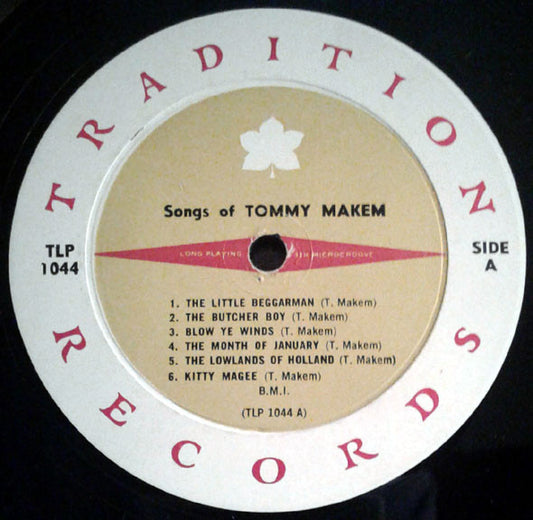 TRADITION
Songs of TOMMY MAKEM
TLP
1044
LONG PLAYING MICROGROOVE
SIDE
A
1. THE LITTLE BEGGARMAN (T. Makem)
2. THE BUTCHER BOY (T. Makem)
3. BLOW YE WINDS (T. Makem)
4. THE MONTH OF JANUARY (T. Makem)
5. THE LOWLANDS OF HOLLAND (T. Makem)
6. KITTY MAGEE (T. Makem)
B.M.I.
(TLP 1044 A)
RECORDS